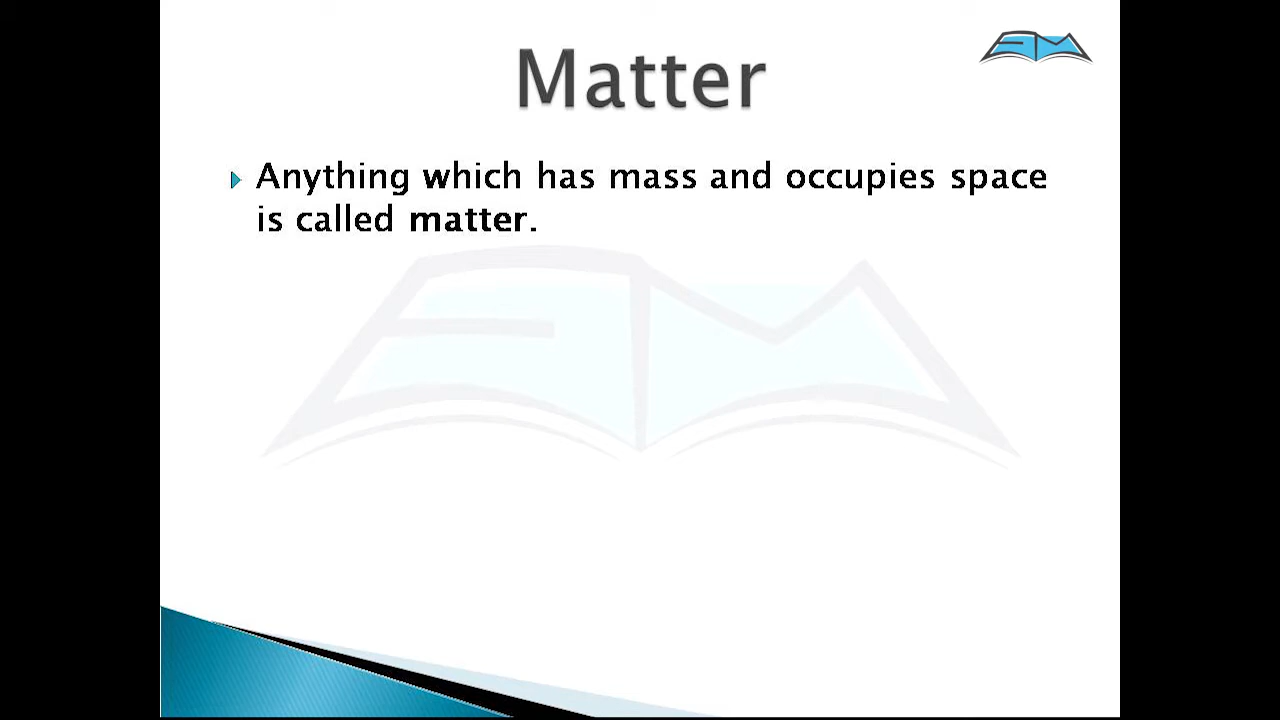 Matter
Anything which has mass and occupies space
is called matter.